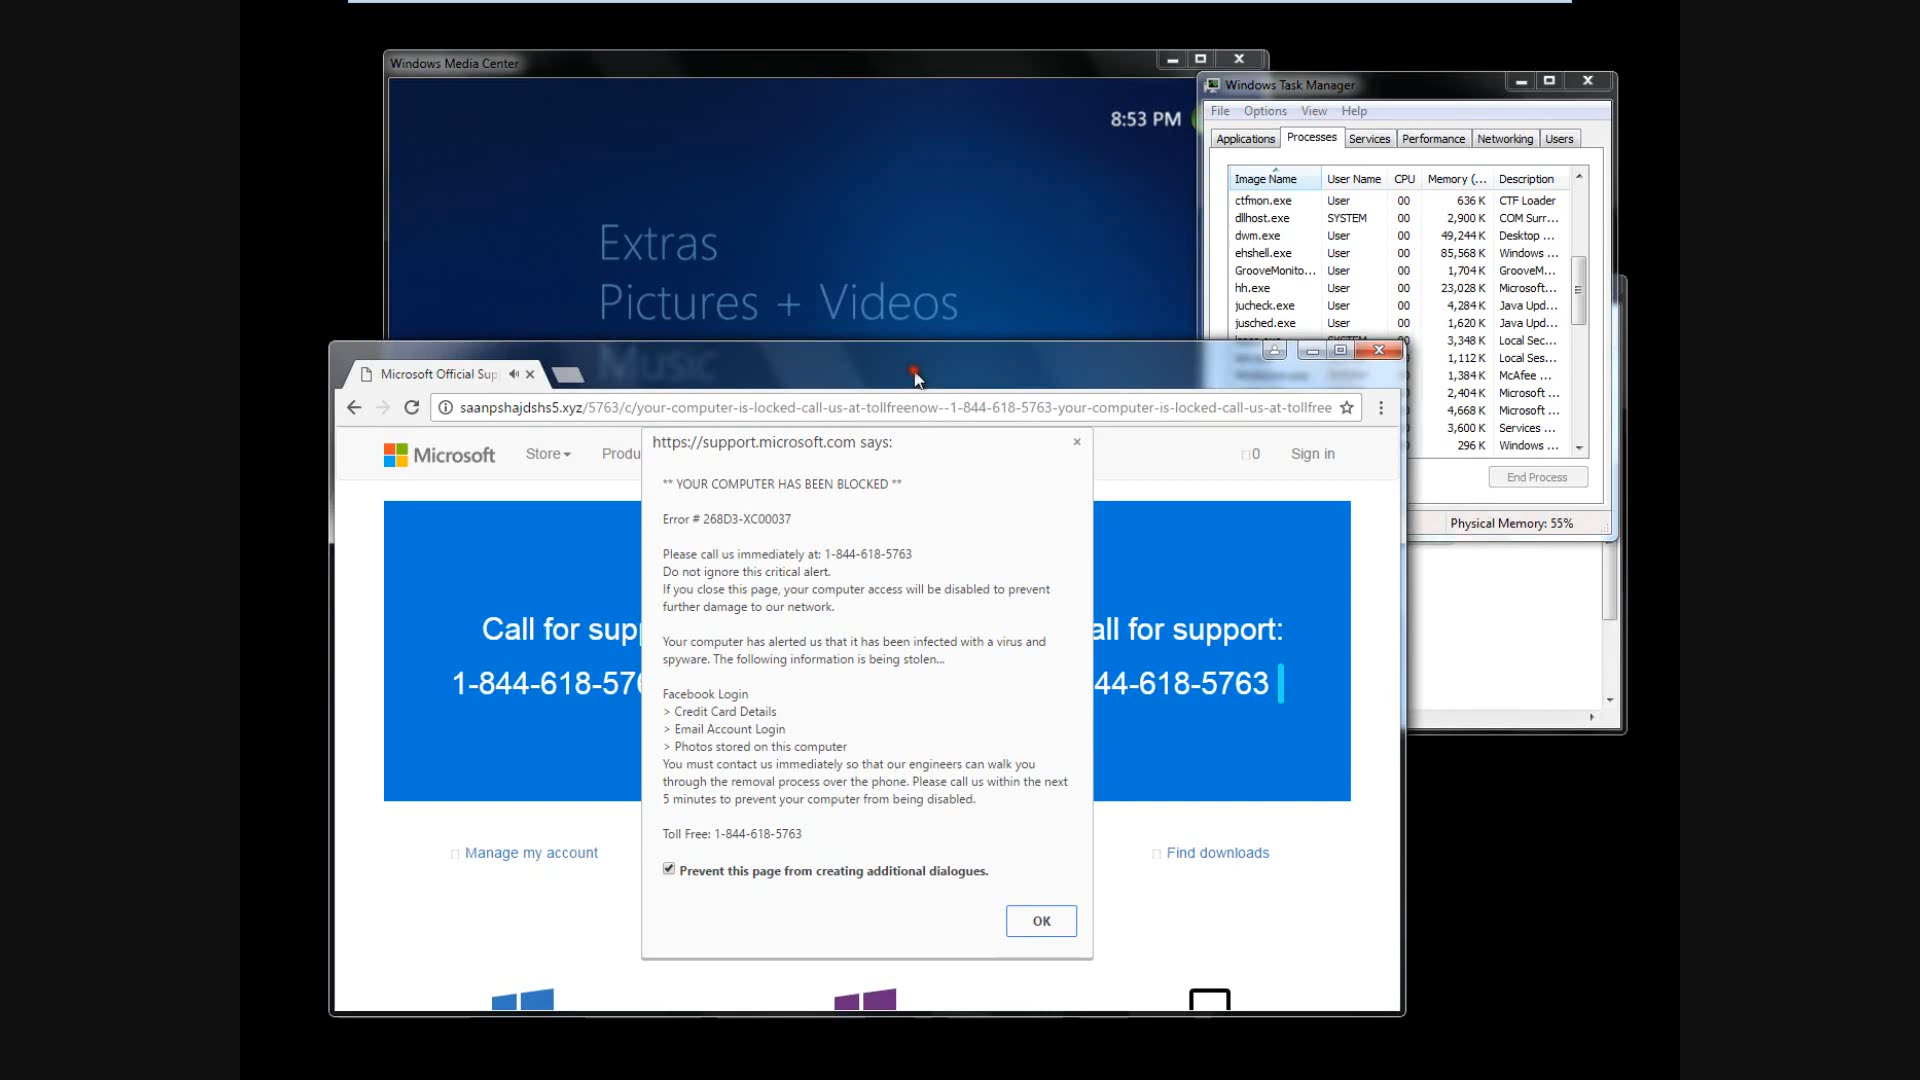 Windows Media Center
8:53 PM
Extras
Pictures + Videos
Music
Windows Task Manager
File Options View Help
Applications Processes Services Performance Networking Users
Image Name User Name CPU Memory (... Description
ctfmon.exe User 00 636 K CTF Loader
dllhost.exe SYSTEM 00 2,900 K COM Surr...
dwm.exe User 00 49,244 K Desktop ...
ehshell.exe User 00 85,568 K Windows ...
GrooveMonito... User 00 1,704 K GrooveM...
hh.exe User 00 23,028 K Microsoft...
jucheck.exe User 00 4,284 K Java Upd...
jusched.exe User 00 1,620 K Java Upd...
3,348 K Local Sec...
1,112 K Local Ses...
1,384 K McAfee ...
2,404 K Microsoft ...
4,668 K Microsoft ...
3,600 K Services ...
296 K Windows ...
End Process
Physical Memory: 55%
Microsoft Official Sup
saanpshajdshs5.xyz/5763/c/your-computer-is-locked-call-us-at-tollfreenow--1-844-618-5763-your-computer-is-locked-call-us-at-tollfree
Microsoft Store Produ
0 Sign in
https://support.microsoft.com says:
** YOUR COMPUTER HAS BEEN BLOCKED **
Error # 268D3-XC00037
Please call us immediately at: 1-844-618-5763
Do not ignore this critical alert.
If you close this page, your computer access will be disabled to prevent
further damage to our network.
Your computer has alerted us that it has been infected with a virus and
spyware. The following information is being stolen...
Facebook Login
> Credit Card Details
> Email Account Login
> Photos stored on this computer
You must contact us immediately so that our engineers can walk you
through the removal process over the phone. Please call us within the next
5 minutes to prevent your computer from being disabled.
Toll Free: 1-844-618-5763
Prevent this page from creating additional dialogues.
OK
Call for sup
1-844-618-576
all for support:
44-618-5763
Manage my account
Find downloads